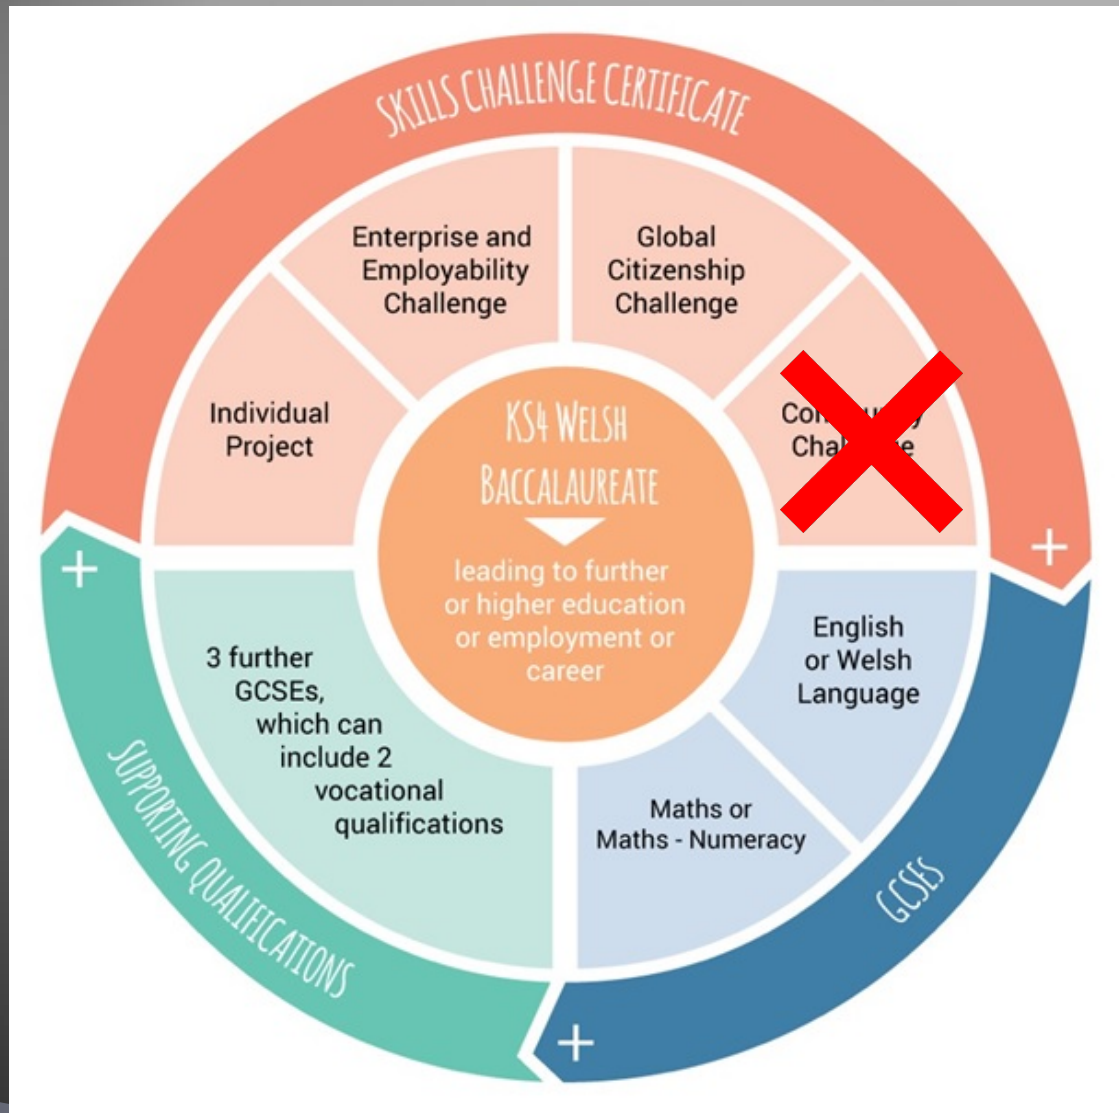 SKILLS CHALLENGE CERTIFICATE
Enterprise and
Employability
Challenge
Global
Citizenship
Challenge
Individual
Project
KS4 WELSH
BACCALAUREATE
leading to further
or higher education
or employment or
career
English
or Welsh
Language
3 further
GCSEs,
which can
include 2
vocational
qualifications
Maths or
Maths - Numeracy
SUPPORTING QUALIFICATIONS
GCSES
+
+
+